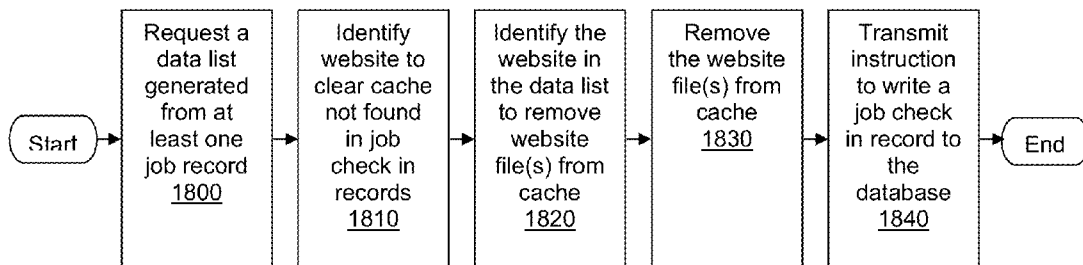 Start
Request a
data list
generated
from at
least one
job record
1800
Identify
website to
clear cache
not found
in job
check in
records
1810
Identify the
website in
the data list
to remove
website
file(s) from
cache
1820
Remove
the website
file(s) from
cache
1830
Transmit
instruction
to write a
job check
in record to
the
database
1840
End